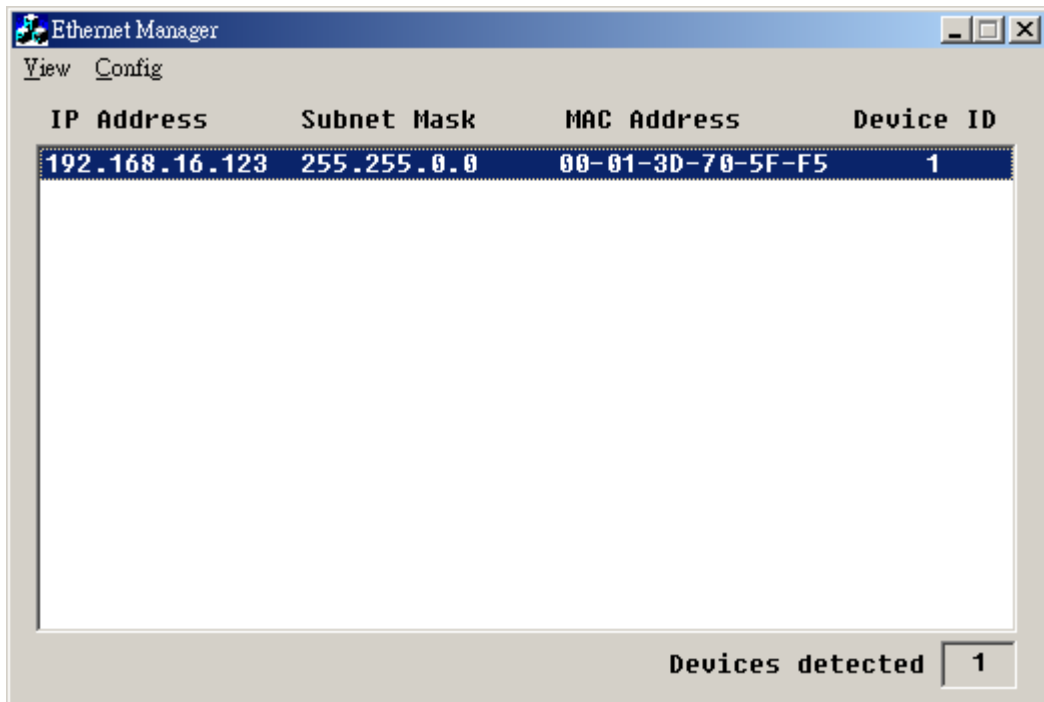 Ethernet Manager
View Config
IP Address Subnet Mask MAC Address Device ID
192.168.16.123 255.255.0.0 00-01-3D-70-5F-F5 1
Devices detected 1